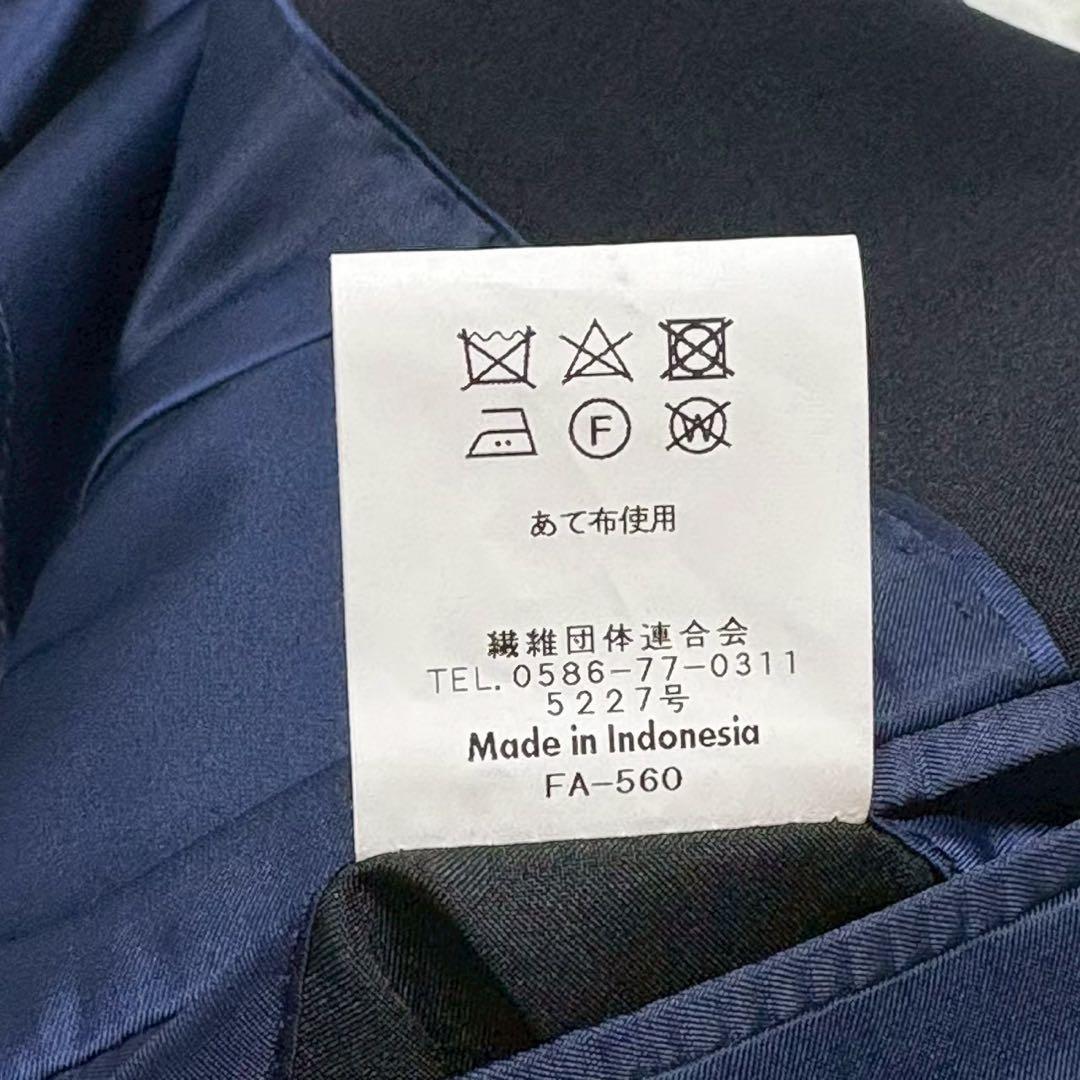 F W
あて布使用
繊維団体連合会
TEL.0586-77-0311
5227号
Made in Indonesia
FA-560